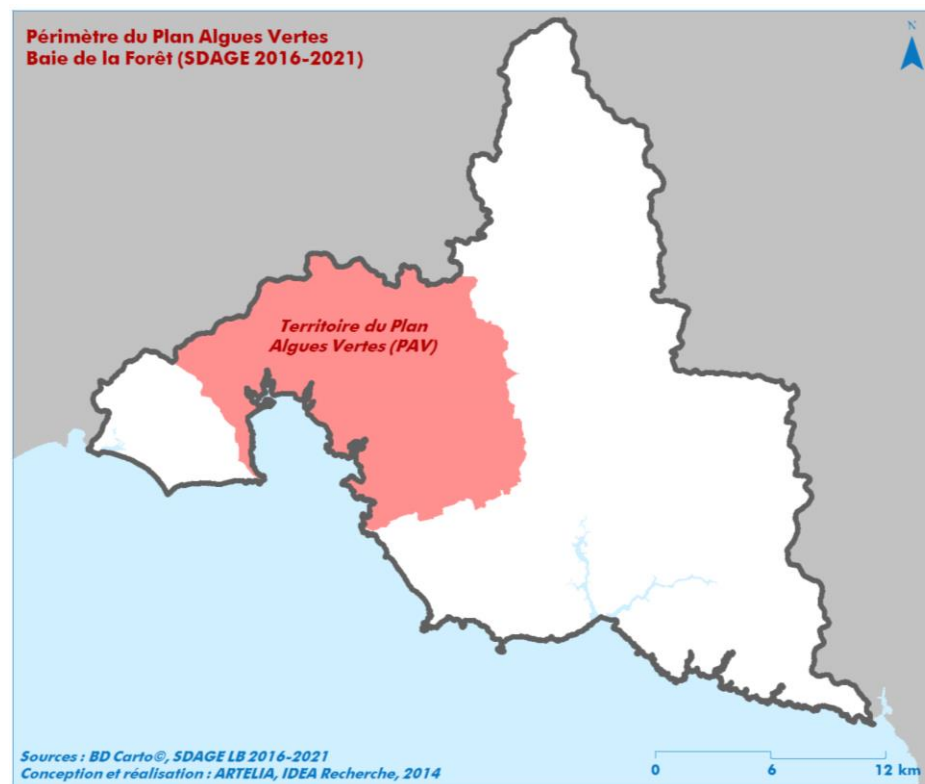 Périmètre du Plan Algues Vertes
Baie de la Forêt (SDAGE 2016-2021)
N
Territoire du Plan
Algues Vertes (PAV)
Sources : BD Carto©, SDAGE LB 2016-2021
Conception et réalisation : ARTELIA, IDEA Recherche, 2014
0 6 12 km